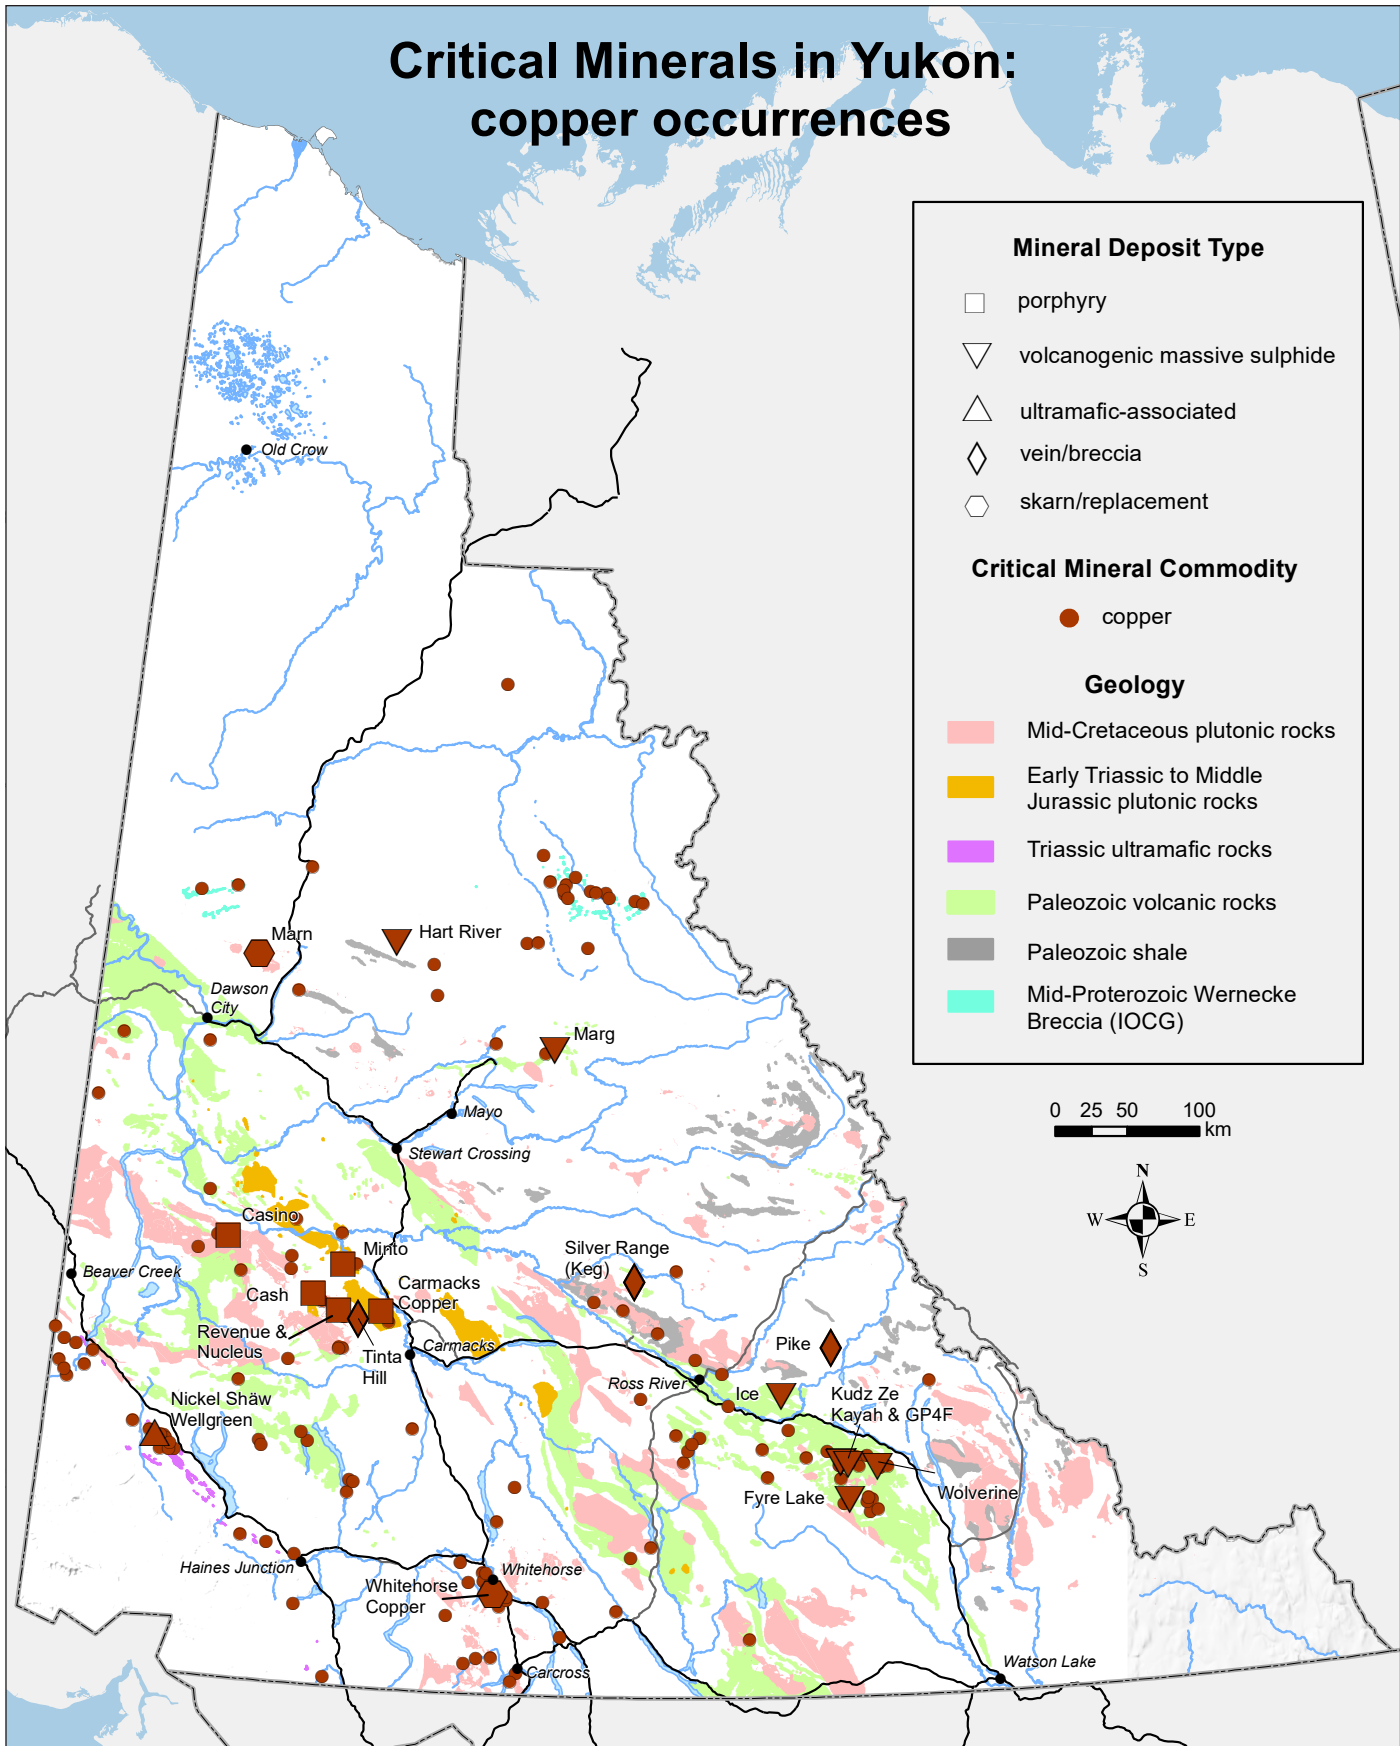 Critical Minerals in Yukon:
copper occurrences
Mineral Deposit Type
porphyry
volcanogenic massive sulphide
ultramafic-associated
vein/breccia
skarn/replacement
Critical Mineral Commodity
copper
Geology
Mid-Cretaceous plutonic rocks
Early Triassic to Middle
Jurassic plutonic rocks
Triassic ultramafic rocks
Paleozoic volcanic rocks
Paleozoic shale
Mid-Proterozoic Wernecke
Breccia (IOCG)
0 25 50 100
km
N
W E
S
Old Crow
Marn
Hart River
Dawson
City
Marg
Mayo
Stewart Crossing
Casino
Minto
Silver Range
(Keg)
Beaver Creek
Cash
Carmacks
Copper
Revenue &
Nucleus
Tinta
Hill
Carmacks
Pike
Ross River
Ice
Kudz Ze
Kayah & GP4F
Nickel Shäw
Wellgreen
Fyre Lake
Wolverine
Haines Junction
Whitehorse
Whitehorse
Copper
Carcross
Watson Lake